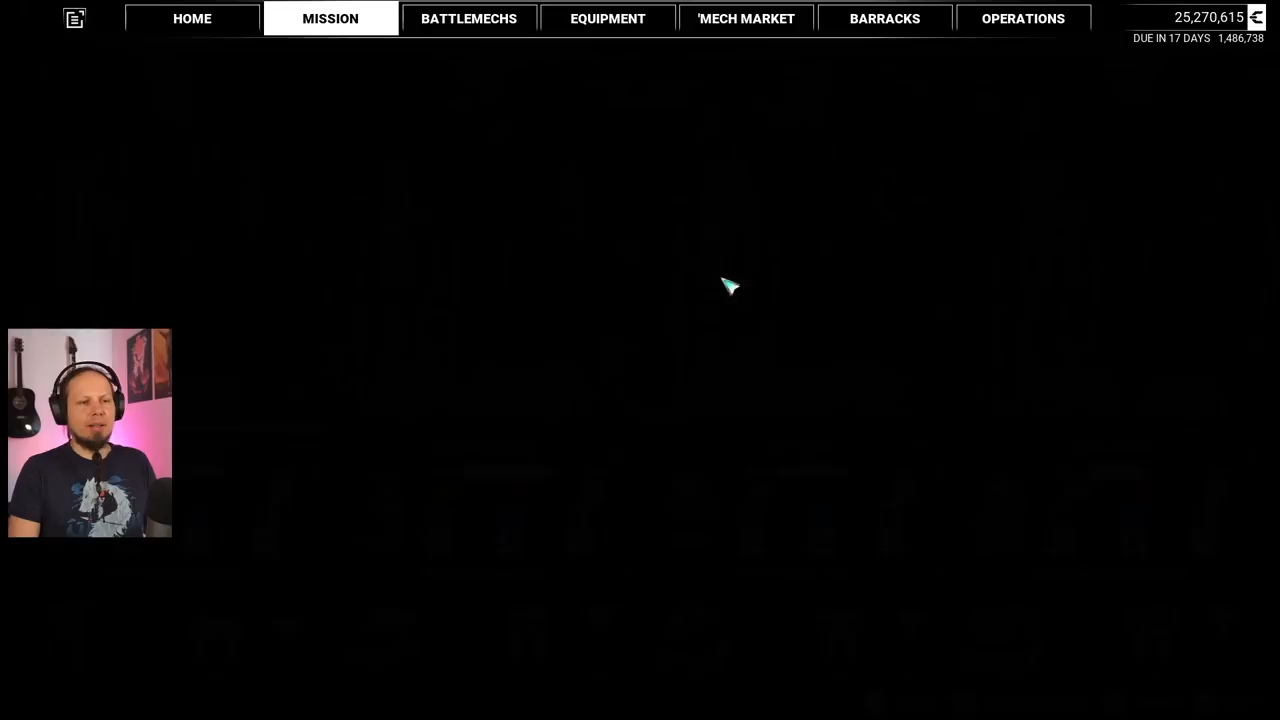 HOME
MISSION
BATTLEMECHS
EQUIPMENT
'MECH MARKET
BARRACKS
OPERATIONS
25,270,615
DUE IN 17 DAYS 1,486,738